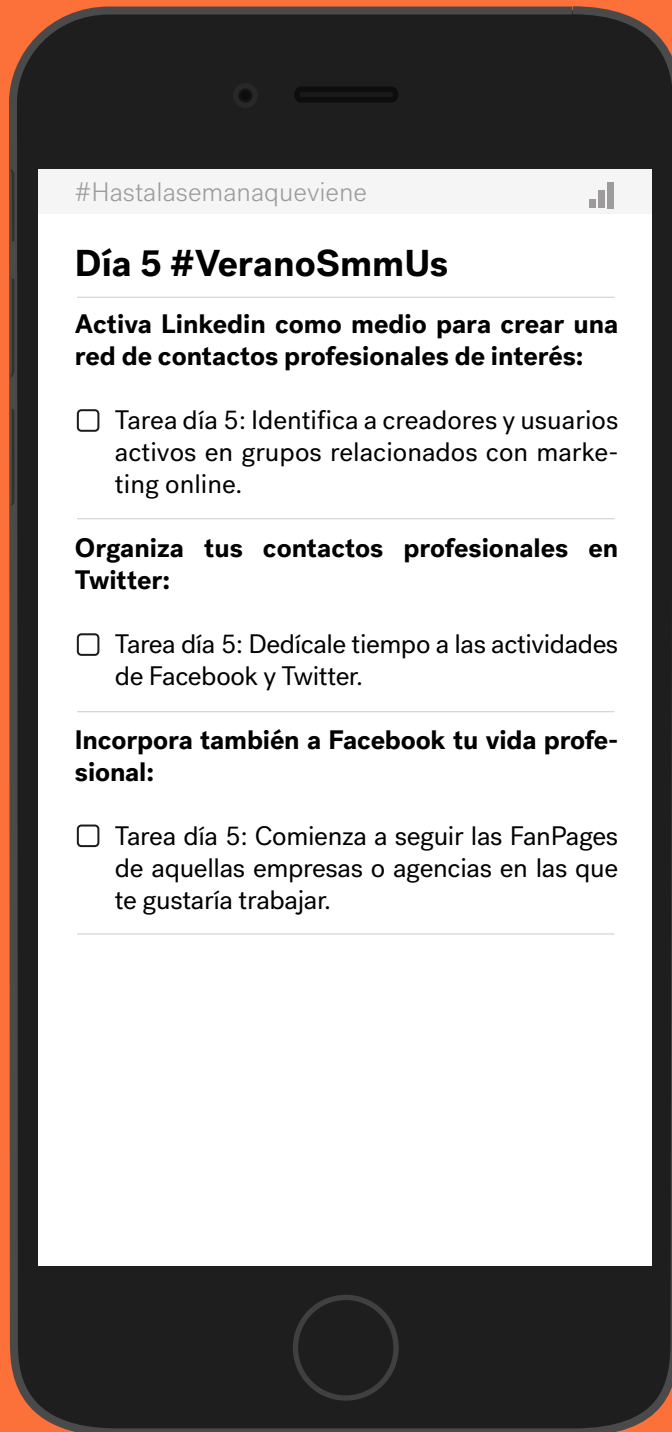 #Hastalasemanaqueviene
Día 5 #VeranoSmmUs
Activa Linkedin como medio para crear una
red de contactos profesionales de interés:
Tarea día 5: Identifica a creadores y usuarios
activos en grupos relacionados con marke-
ting online.
Organiza tus contactos profesionales en
Twitter:
Tarea día 5: Dedícale tiempo a las actividades
de Facebook y Twitter.
Incorpora también a Facebook tu vida profe-
sional:
Tarea día 5: Comienza a seguir las FanPages
de aquellas empresas o agencias en las que
te gustaría trabajar.